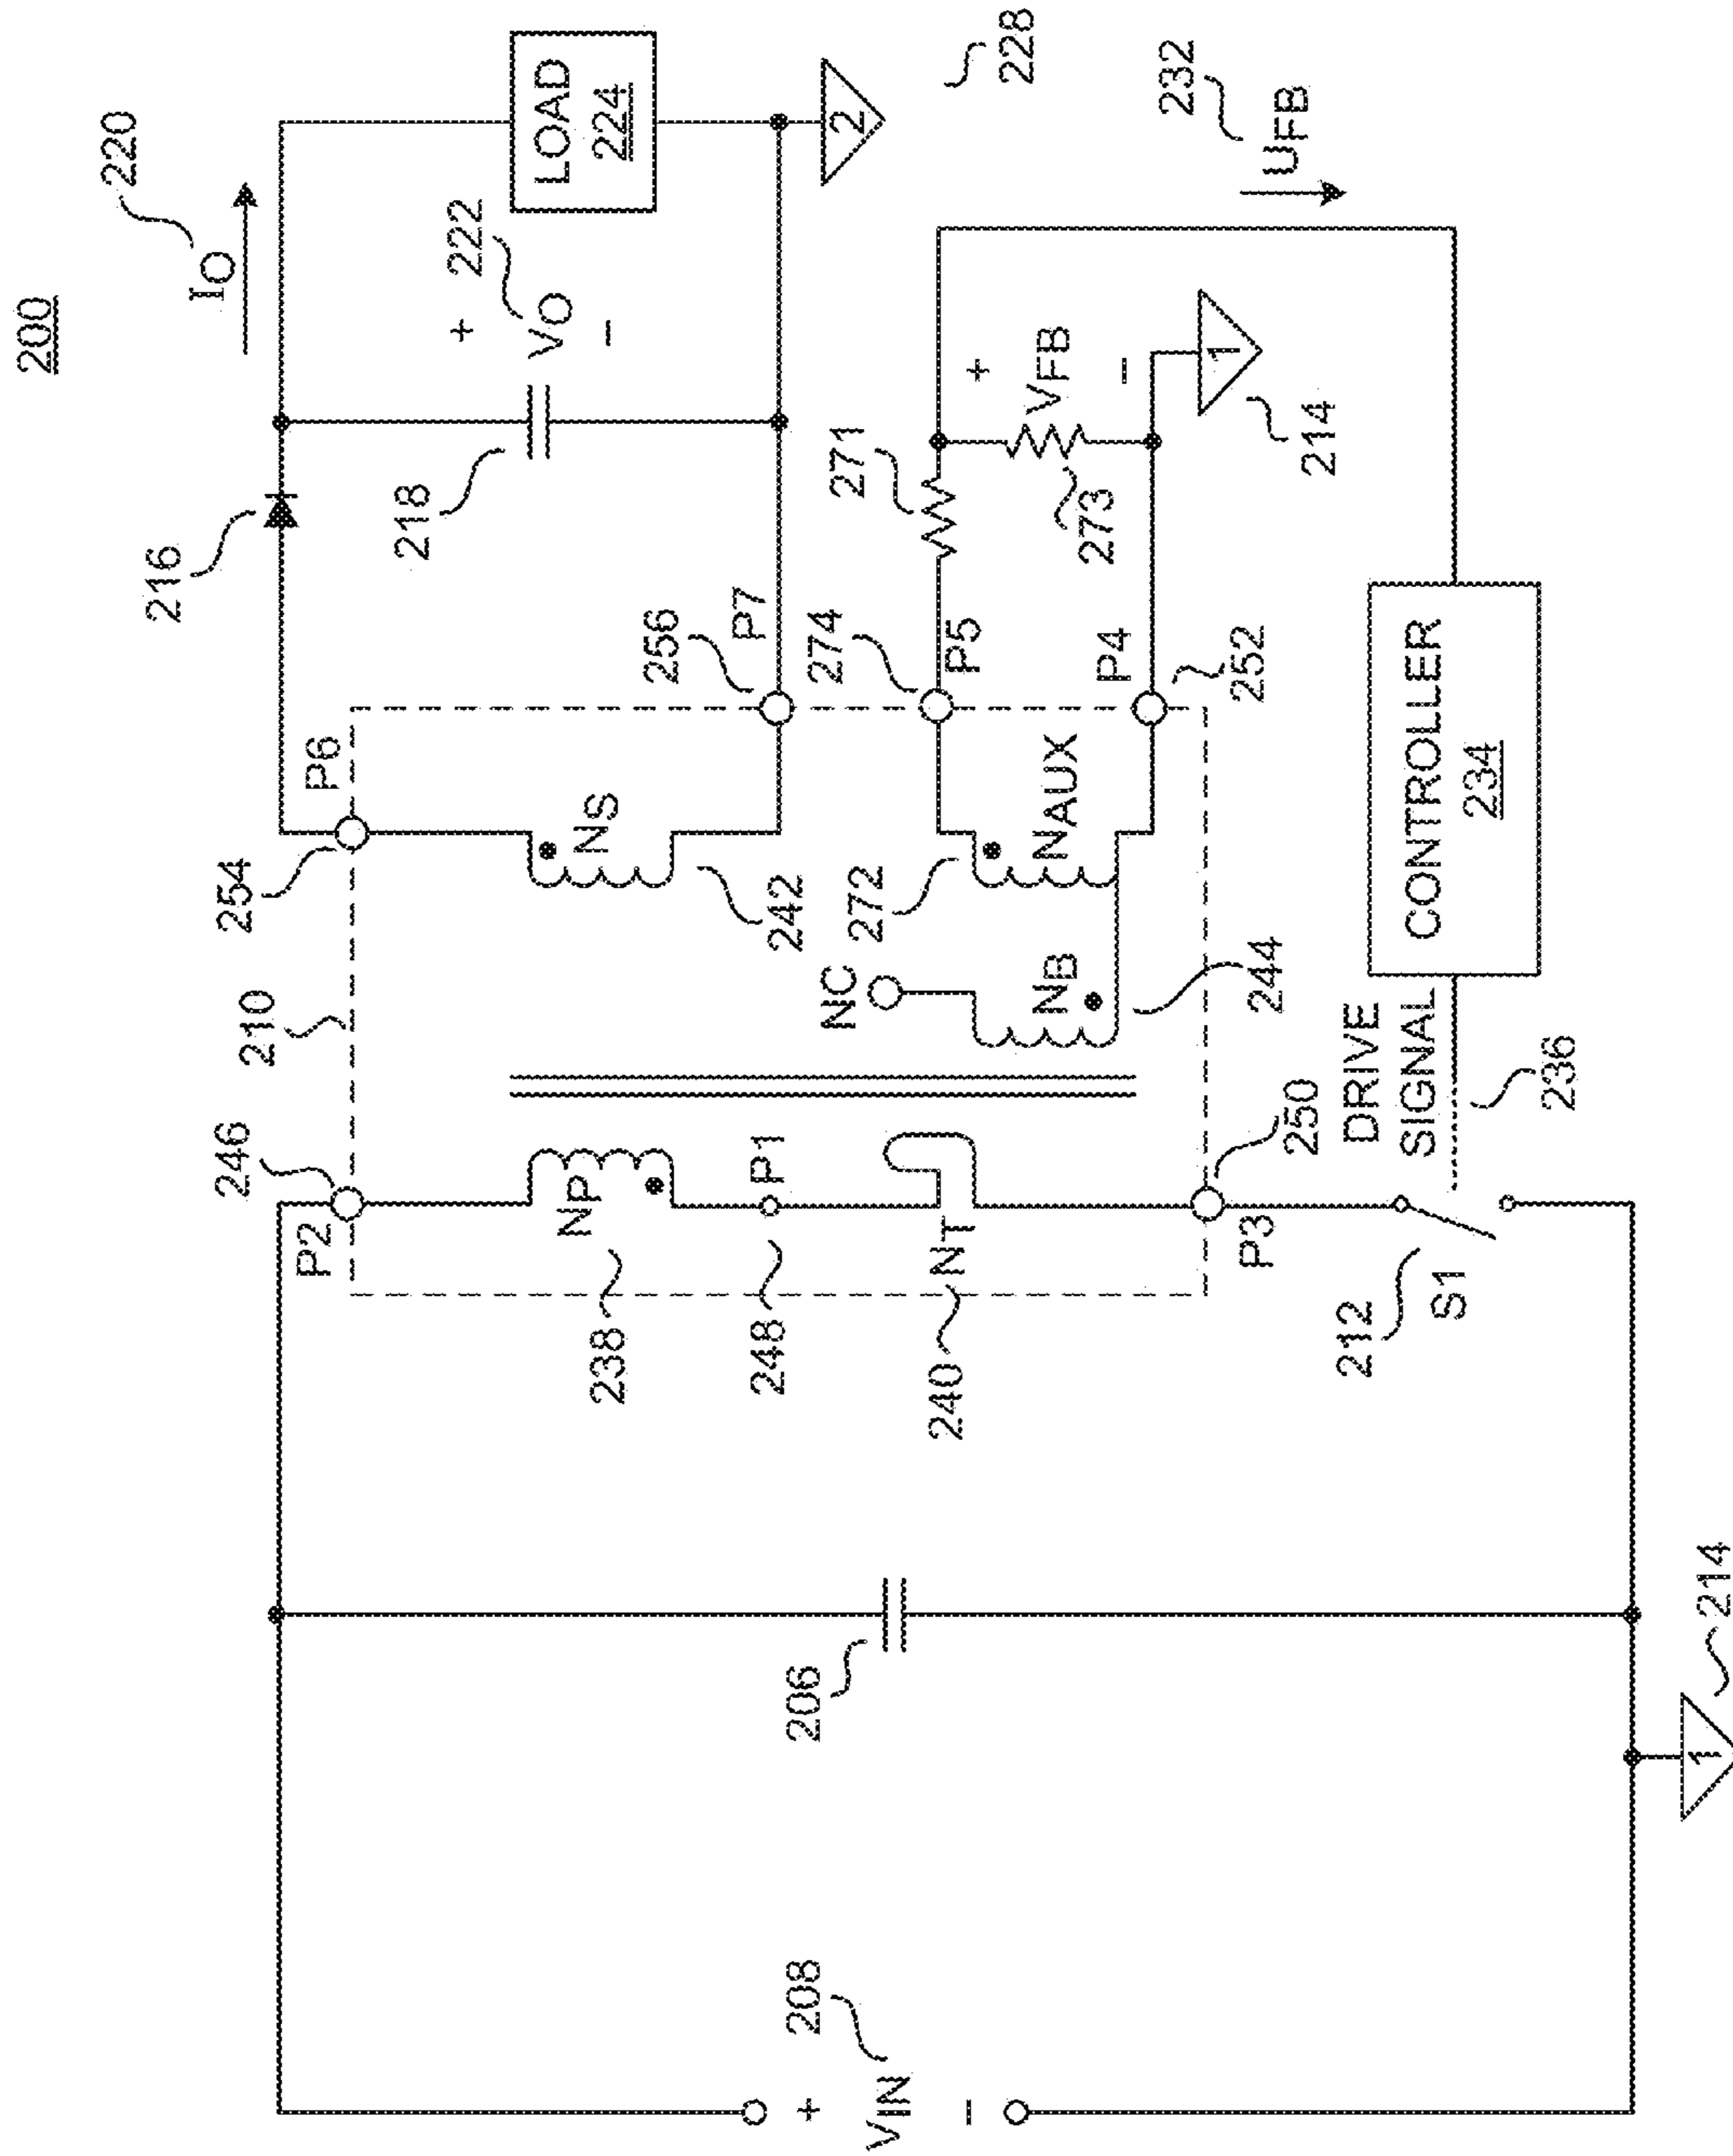 200
220
IO
216
+
VO
222
−
218
LOAD
224
2
228
P6
254
210
P2
246
NP
238
NS
242
256
P7
P1
248
NC
272
274
P5
271
+
VFB
−
273
232
UFB
NT
240
NB
NAUX
244
P4
252
1
214
P3
250
S1
212
DRIVE
SIGNAL
236
CONTROLLER
234
206
208
+
VIN
−
1
214